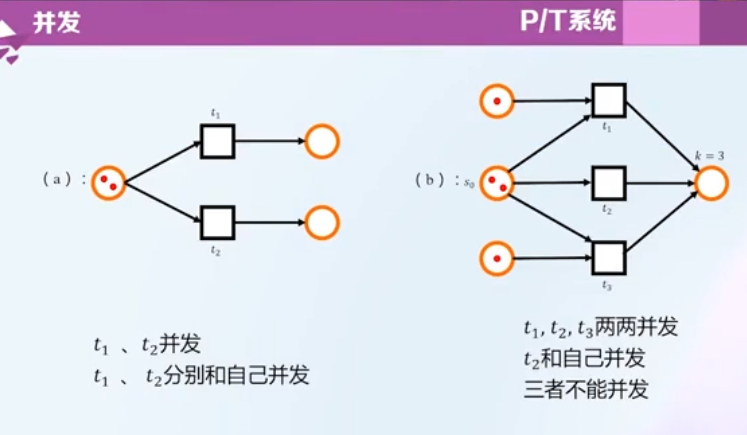 并发
P/T系统
t₁
(a):
t₂
t₁
k = 3
(b): s₀
t₂
t₃
t₁、t₂并发
t₁、t₂分别和自己并发
t₁, t₂, t₃两两并发
t₂和自己并发
三者不能并发